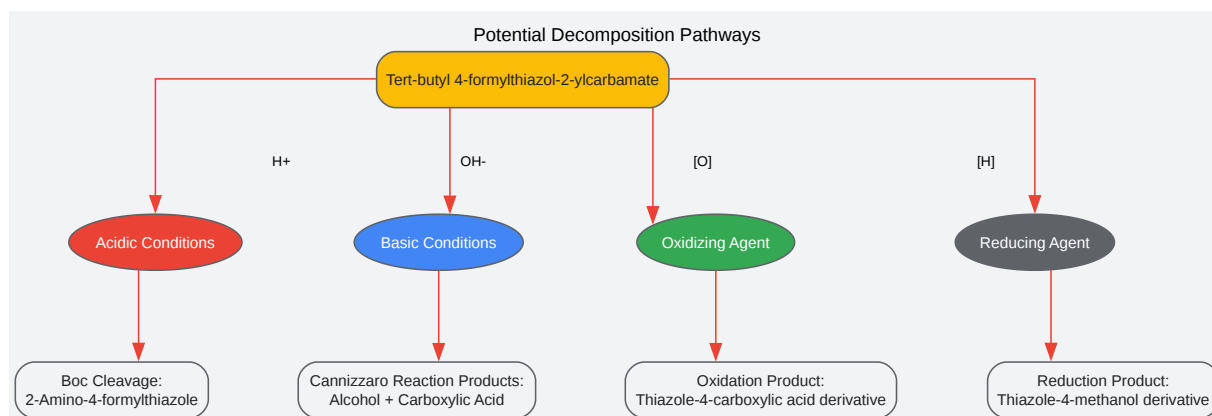 Potential Decomposition Pathways
Tert-butyl 4-formylthiazol-2-ylcarbamate
H+
OH-
[O]
[H]
Acidic Conditions
Basic Conditions
Oxidizing Agent
Reducing Agent
Boc Cleavage:
2-Amino-4-formylthiazole
Cannizzaro Reaction Products:
Alcohol + Carboxylic Acid
Oxidation Product:
Thiazole-4-carboxylic acid derivative
Reduction Product:
Thiazole-4-methanol derivative